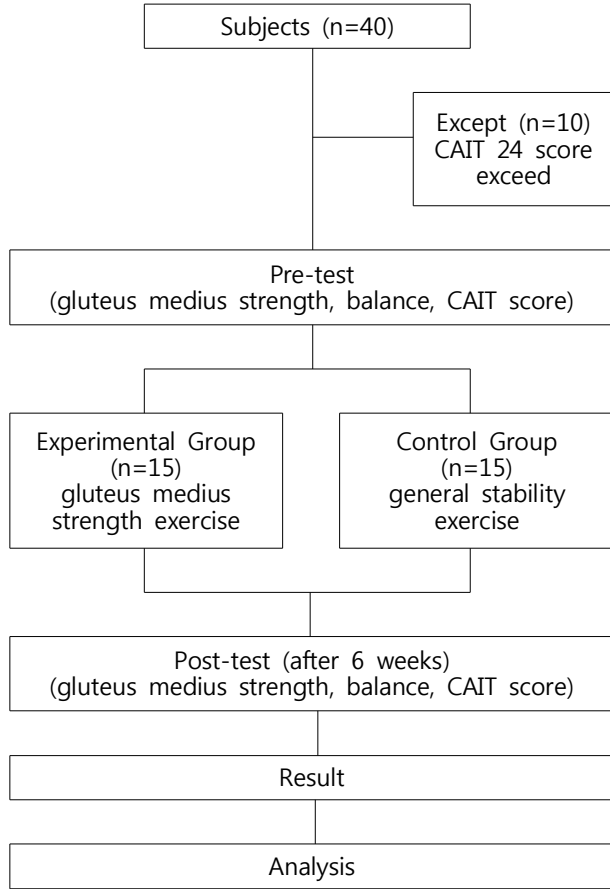 Subjects (n=40)
Except (n=10)
CAIT 24 score
exceed
Pre-test
(gluteus medius strength, balance, CAIT score)
Experimental Group
(n=15)
gluteus medius
strength exercise
Control Group
(n=15)
general stability
exercise
Post-test (after 6 weeks)
(gluteus medius strength, balance, CAIT score)
Result
Analysis